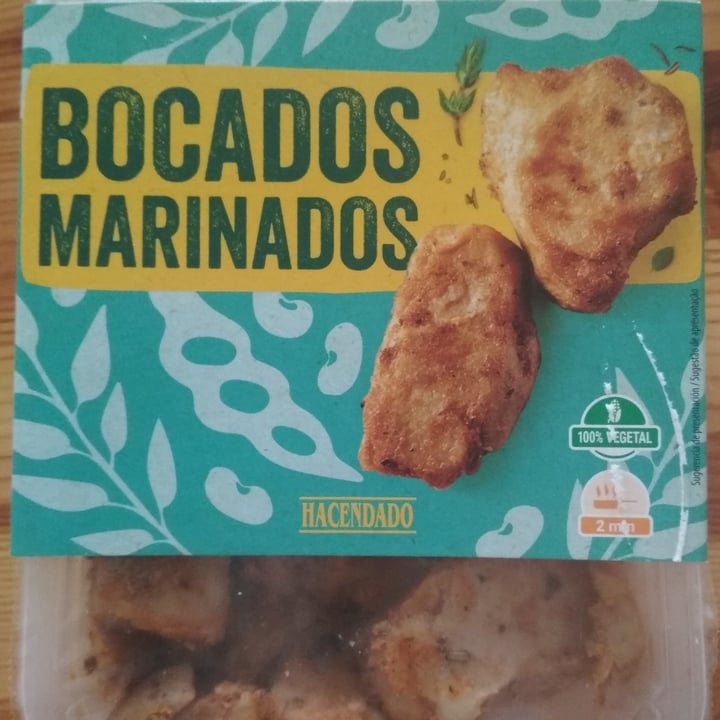 BOCADOS
MARINADOS
Sugerencia de presentación / Sugestão de apresentação
100% VEGETAL
HACENDADO
2 min